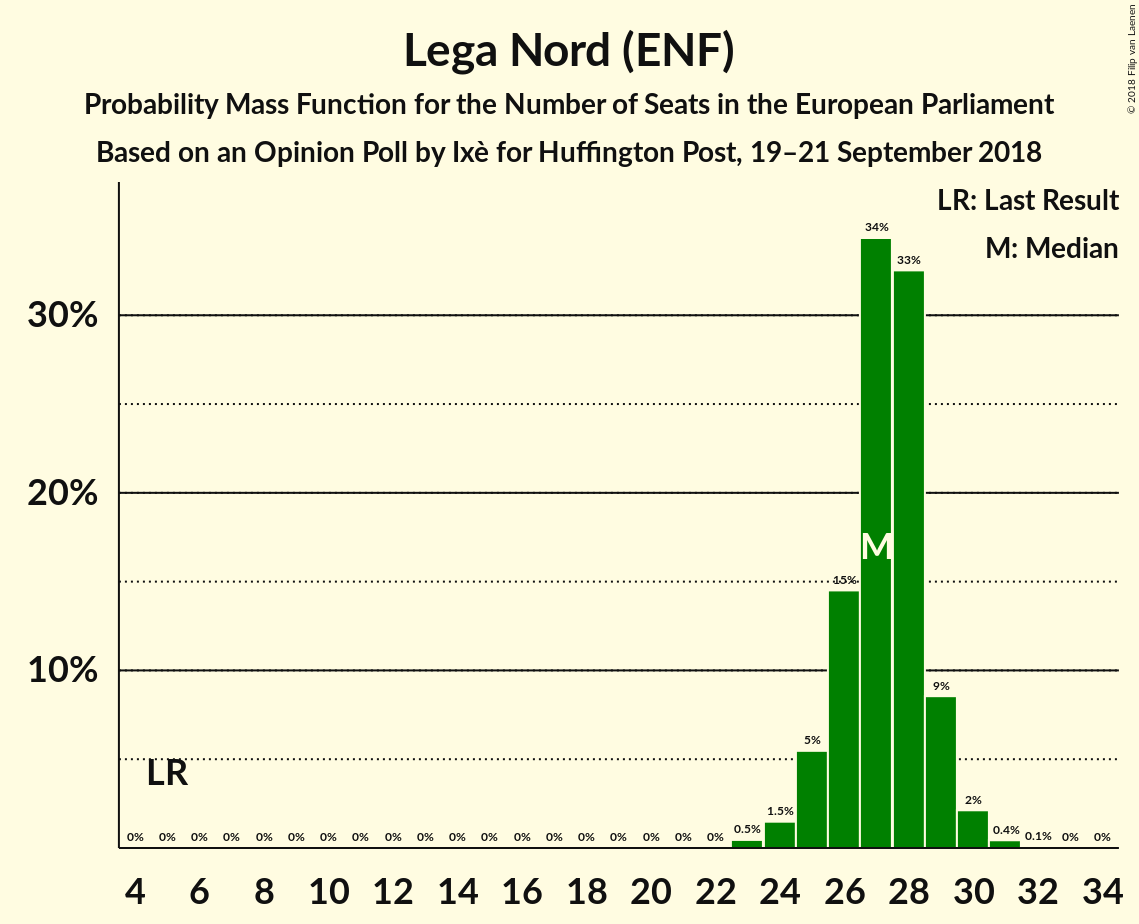 Lega Nord (ENF)
Probability Mass Function for the Number of Seats in the European Parliament
Based on an Opinion Poll by Ixè for Huffington Post, 19–21 September 2018
© 2018 Filip van Laenen
LR: Last Result
M: Median
34%
33%
30%
20%
M
15%
10%
9%
5%
LR
2%
1.5%
0% 0% 0% 0% 0% 0% 0% 0% 0% 0% 0% 0% 0% 0% 0% 0% 0% 0% 0% 0.5% 0.4% 0.1% 0% 0%
4 6 8 10 12 14 16 18 20 22 24 26 28 30 32 34